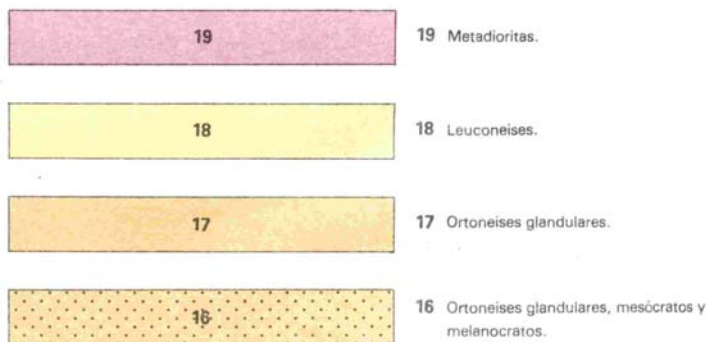 19 19 Metadioritas.
18 18 Leuconeises.
17 17 Ortoneises glandulares.
16 16 Ortoneises glandulares, mesócratos y
melanocratos.